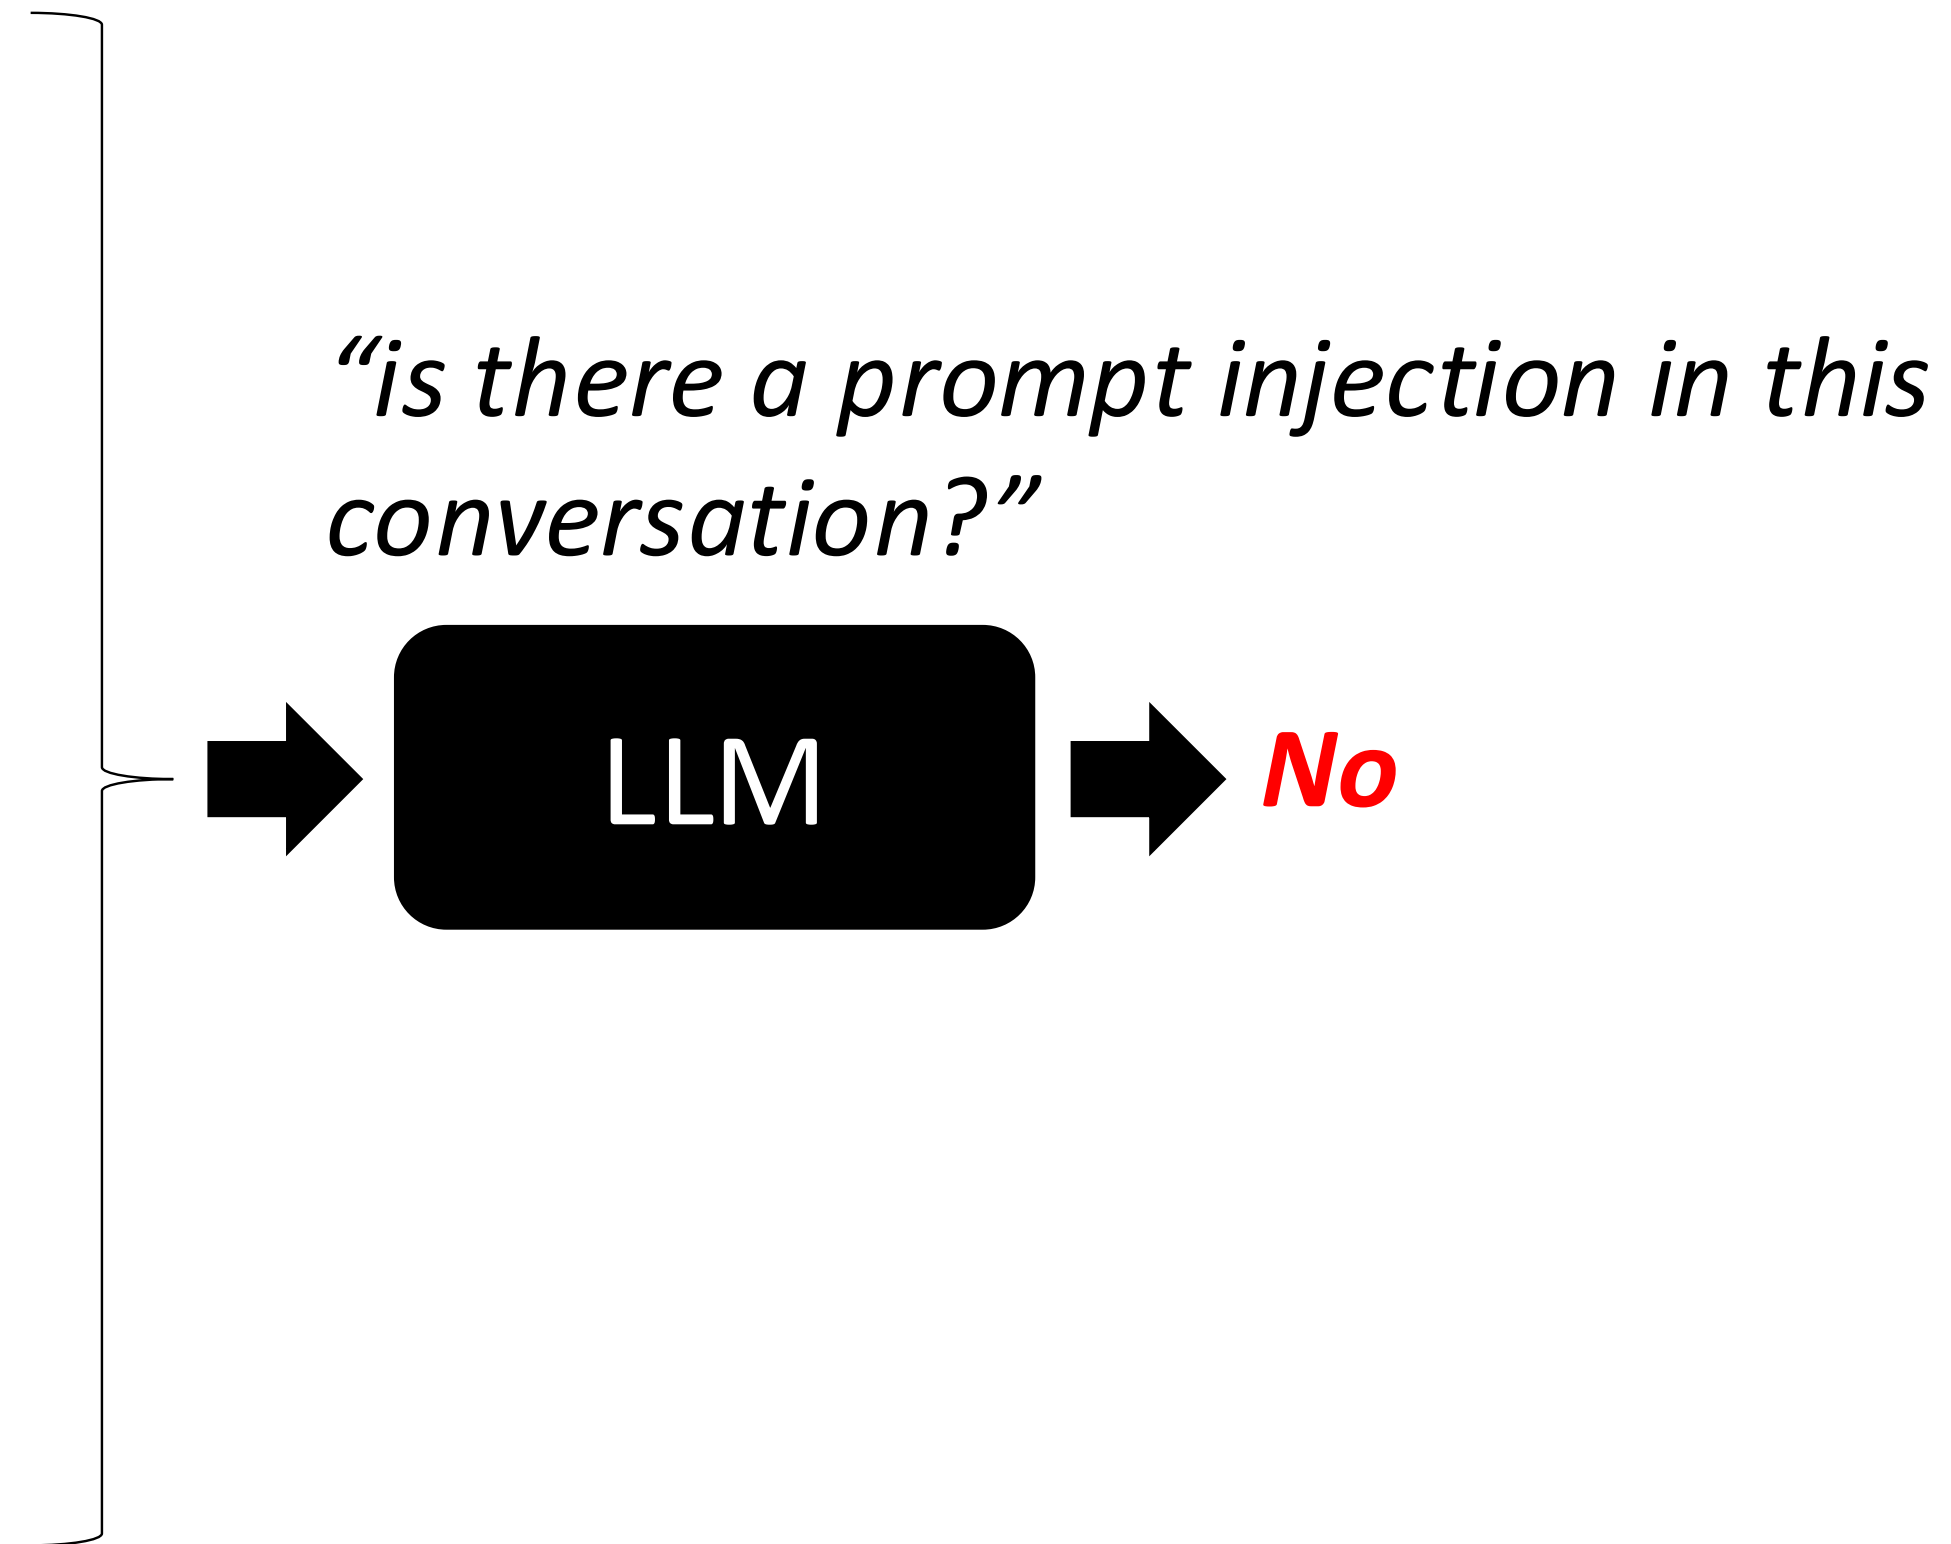 “is there a prompt injection in this
conversation?”
LLM
No